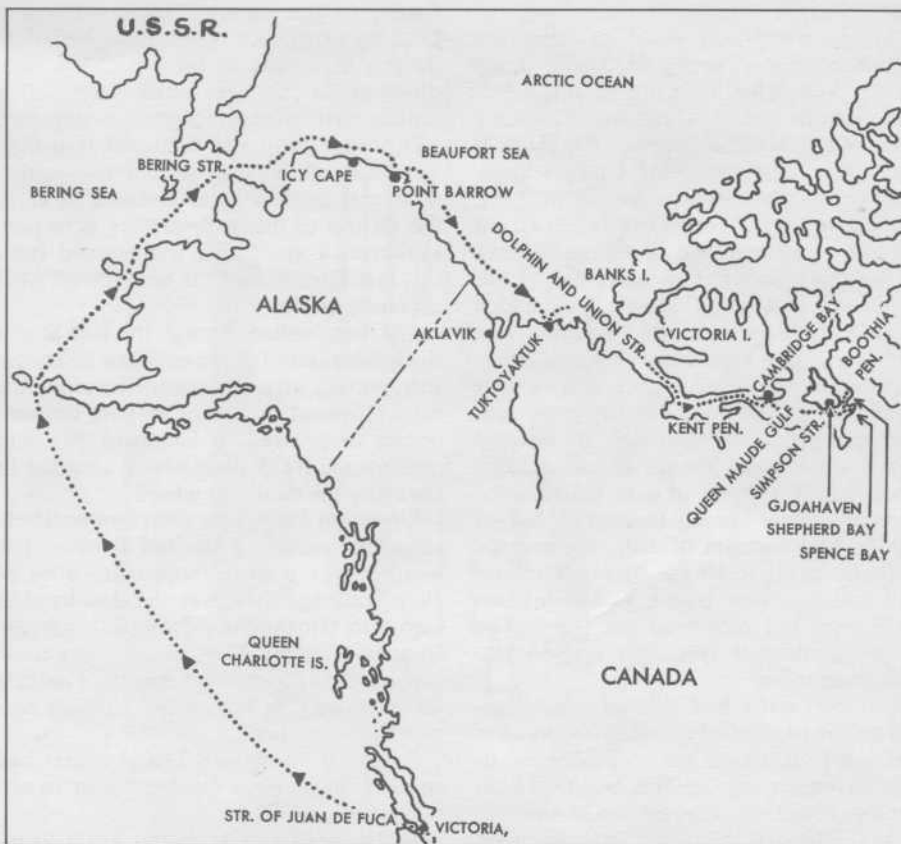 U.S.S.R.
ARCTIC OCEAN
BERING STR.
BEAUFORT SEA
BERING SEA
ICY CAPE
POINT BARROW
DOLPHIN AND UNION STR.
BANKS I.
ALASKA
AKLAVIK
TUKTOYAKTUK
VICTORIA I.
CAMBRIDGE BAY
BOOTHIA
PEN.
KENT PEN.
QUEEN MAUDE GULF
SIMPSON STR.
GJOAHAVEN
SHEPHERD BAY
SPENCE BAY
QUEEN
CHARLOTTE IS.
CANADA
STR. OF JUAN DE FUCA
VICTORIA,